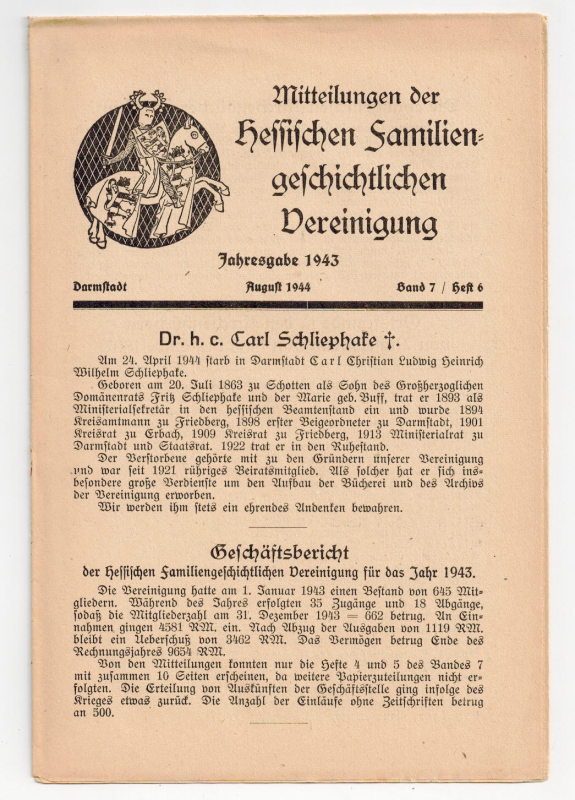 Mitteilungen der
Hessischen Familien-
geschichtlichen
Vereinigung
Jahresgabe 1943
Darmstadt August 1944 Band 7 / Heft 6
Dr. h. c. Carl Schliephake †.
Am 24. April 1944 starb in Darmstadt Carl Christian Ludwig Heinrich
Wilhelm Schliephake.
Geboren am 20. Juli 1863 zu Schotten als Sohn des Großherzoglichen
Domänenrats Fritz Schliephake und der Marie geb. Buff, trat er 1893 als
Ministerialsekretär in den hessischen Beamtenstand ein und wurde 1894
Kreisamtmann zu Friedberg, 1898 erster Beigeordneter zu Darmstadt, 1901
Kreisrat zu Erbach, 1909 Kreisrat zu Friedberg, 1913 Ministerialrat zu
Darmstadt und Staatsrat. 1922 trat er in den Ruhestand.
Der Verstorbene gehörte mit zu den Gründern unserer Vereinigung
und war seit 1921 rühriges Beiratsmitglied. Als solcher hat er sich ins-
besondere große Verdienste um den Aufbau der Bücherei und des Archivs
der Vereinigung erworben.
Wir werden ihm stets ein ehrendes Andenken bewahren.
Geschäftsbericht
der Hessischen Familiengeschichtlichen Vereinigung für das Jahr 1943.
Die Vereinigung hatte am 1. Januar 1943 einen Bestand von 645 Mit-
gliedern. Während des Jahres erfolgten 35 Zugänge und 18 Abgänge,
sodaß die Mitgliederzahl am 31. Dezember 1943 = 662 betrug. An Ein-
nahmen gingen 4581 RM. ein. Nach Abzug der Ausgaben von 1119 RM.
bleibt ein Ueberschuß von 3462 RM. Das Vermögen betrug Ende des
Rechnungsjahres 9654 RM.
Von den Mitteilungen konnten nur die Hefte 4 und 5 des Bandes 7
mit zusammen 10 Seiten erscheinen, da weitere Papierzuteilungen nicht er-
folgten. Die Erteilung von Auskünften der Geschäftsstelle ging infolge des
Krieges etwas zurück. Die Anzahl der Einläufe ohne Zeitschriften betrug
an 500.